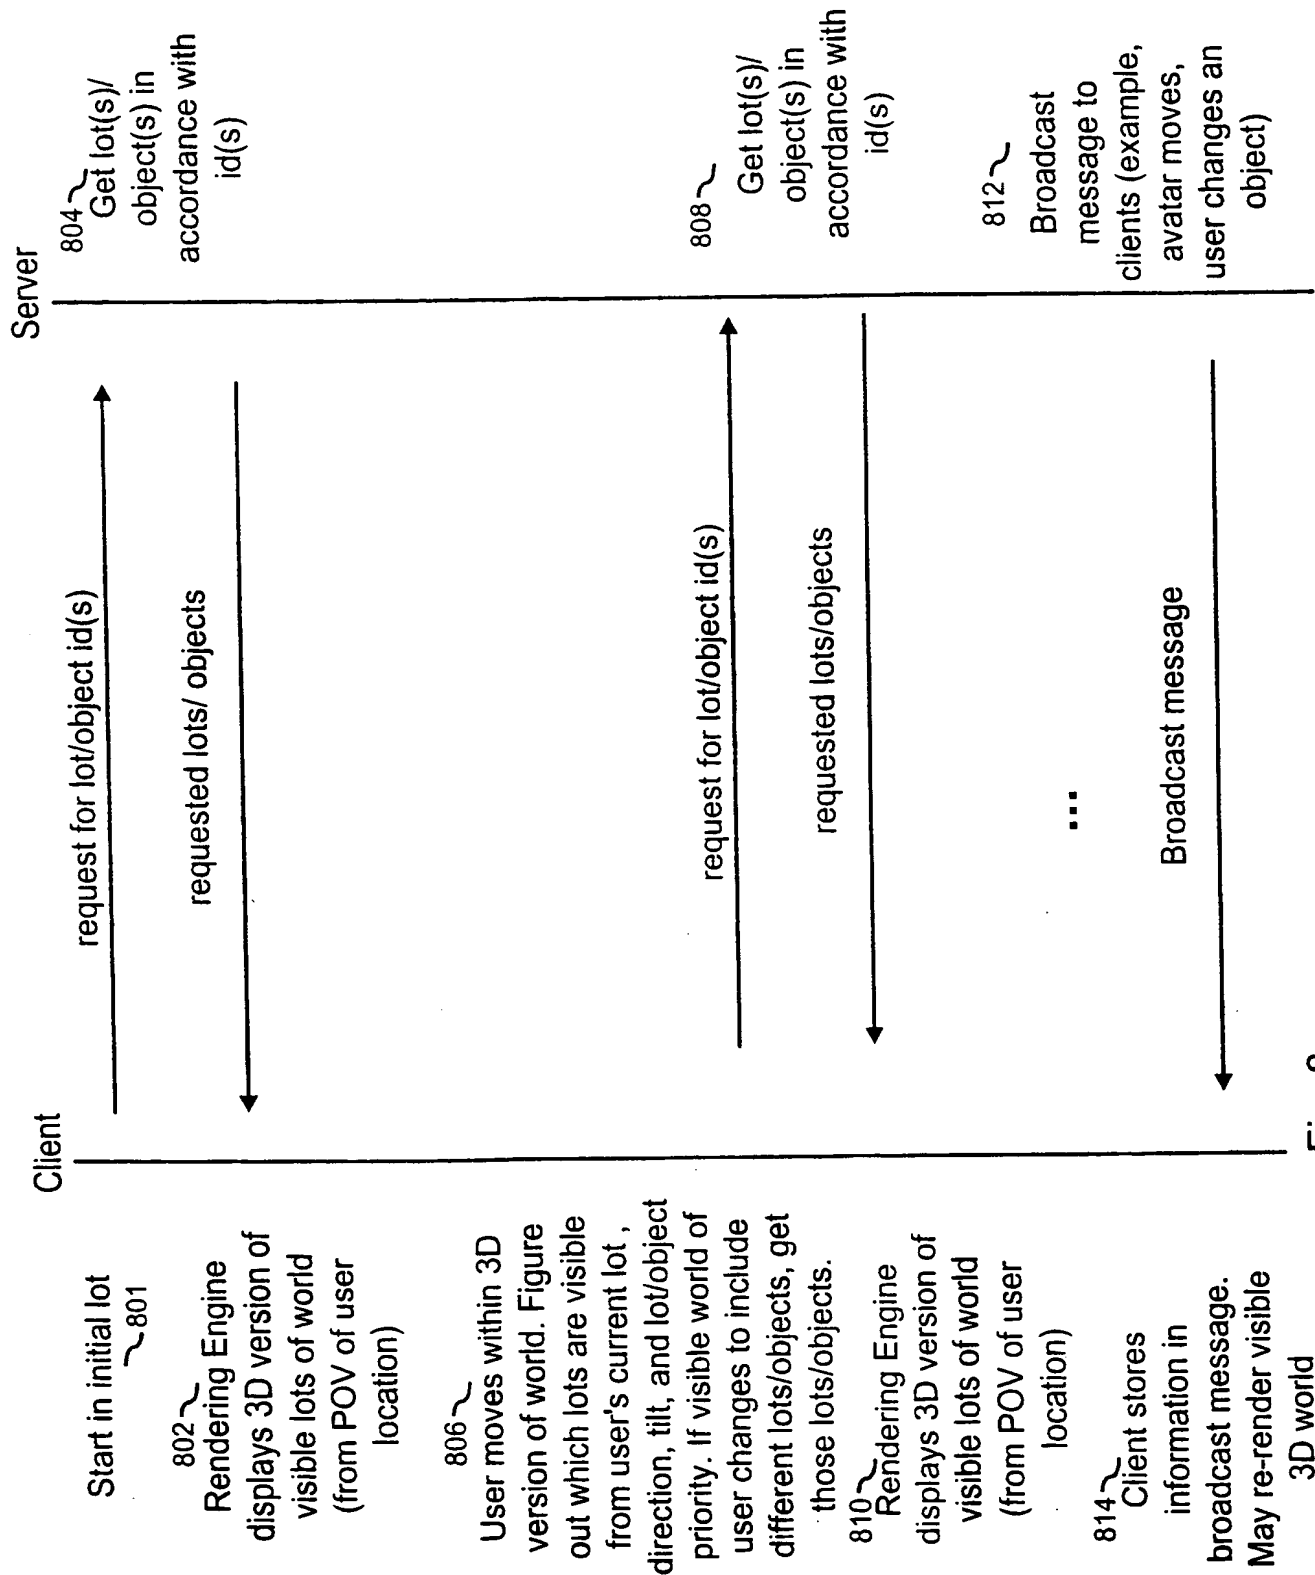 Client
Server
Start in initial lot
801
request for lot/object id(s)
804
Get lot(s)/
object(s) in
accordance with
id(s)
802
Rendering Engine
displays 3D version of
visible lots of world
(from POV of user
location)
requested lots/ objects
806
User moves within 3D
version of world. Figure
out which lots are visible
from user's current lot ,
direction, tilt, and lot/object
priority. If visible world of
user changes to include
different lots/objects, get
those lots/objects.
request for lot/object id(s)
808
Get lot(s)/
object(s) in
accordance with
id(s)
810
Rendering Engine
displays 3D version of
visible lots of world
(from POV of user
location)
requested lots/objects
...
812
Broadcast
message to
clients (example,
avatar moves,
user changes an
object)
Broadcast message
814
Client stores
information in
broadcast message.
May re-render visible
3D world